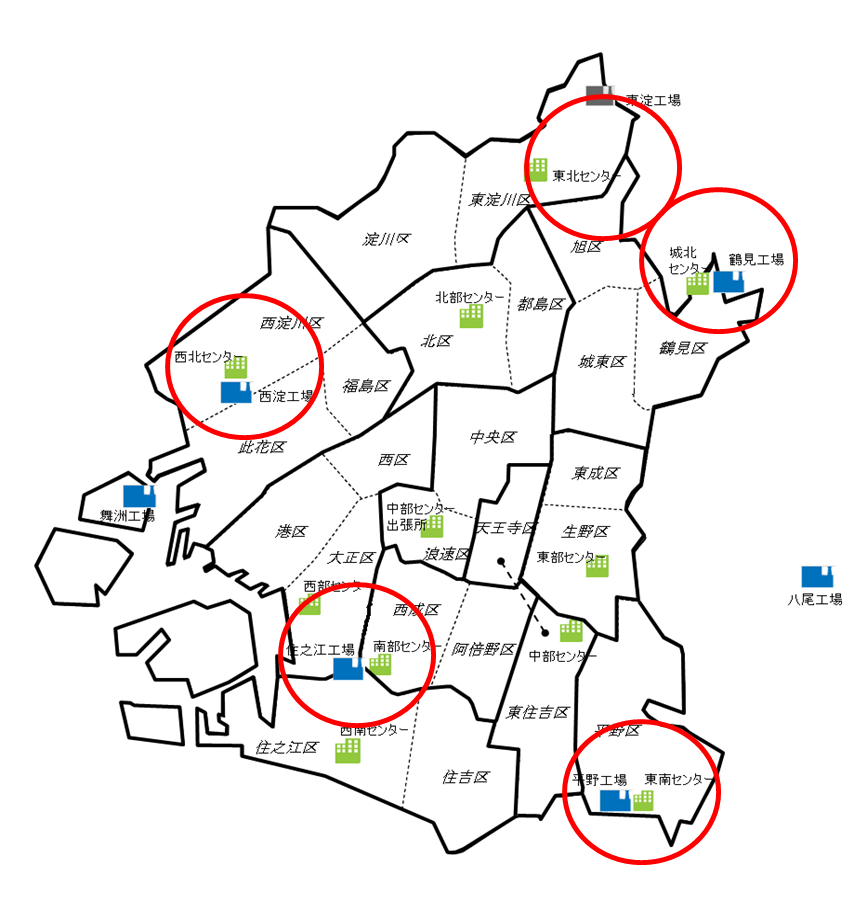 東淀工場
東北センター
東淀川区
淀川区
旭区
城北
センター
鶴見工場
北部センター
都島区
西淀川区
北区
鶴見区
西北センター
城東区
福島区
西淀工場
中央区
此花区
西区
東成区
舞洲工場
中部センター
出張所
天王寺区
港区
生野区
浪速区
大正区
東部センター
八尾工場
西部センター
西成区
住之江工場
南部センター
阿倍野区
中部センター
東住吉区
西南センター
平野区
住之江区
住吉区
平野工場
東南センター